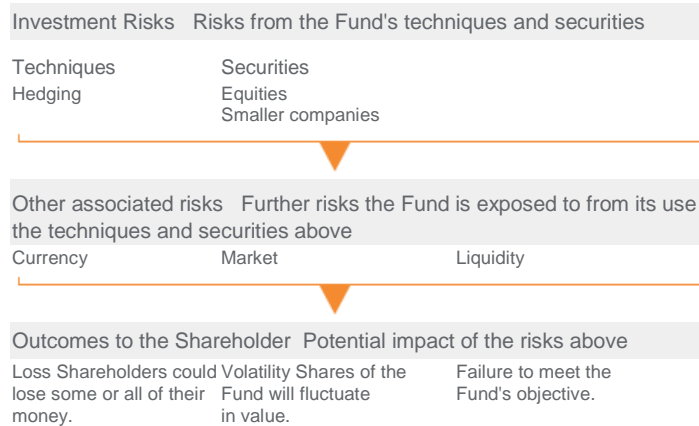 Investment Risks Risks from the Fund's techniques and securities
Techniques Securities
Hedging Equities
Smaller companies
Other associated risks Further risks the Fund is exposed to from its use
the techniques and securities above
Currency Market Liquidity
Outcomes to the Shareholder Potential impact of the risks above
Loss Shareholders could Volatility Shares of the Failure to meet the
lose some or all of their Fund will fluctuate Fund's objective.
money. in value.